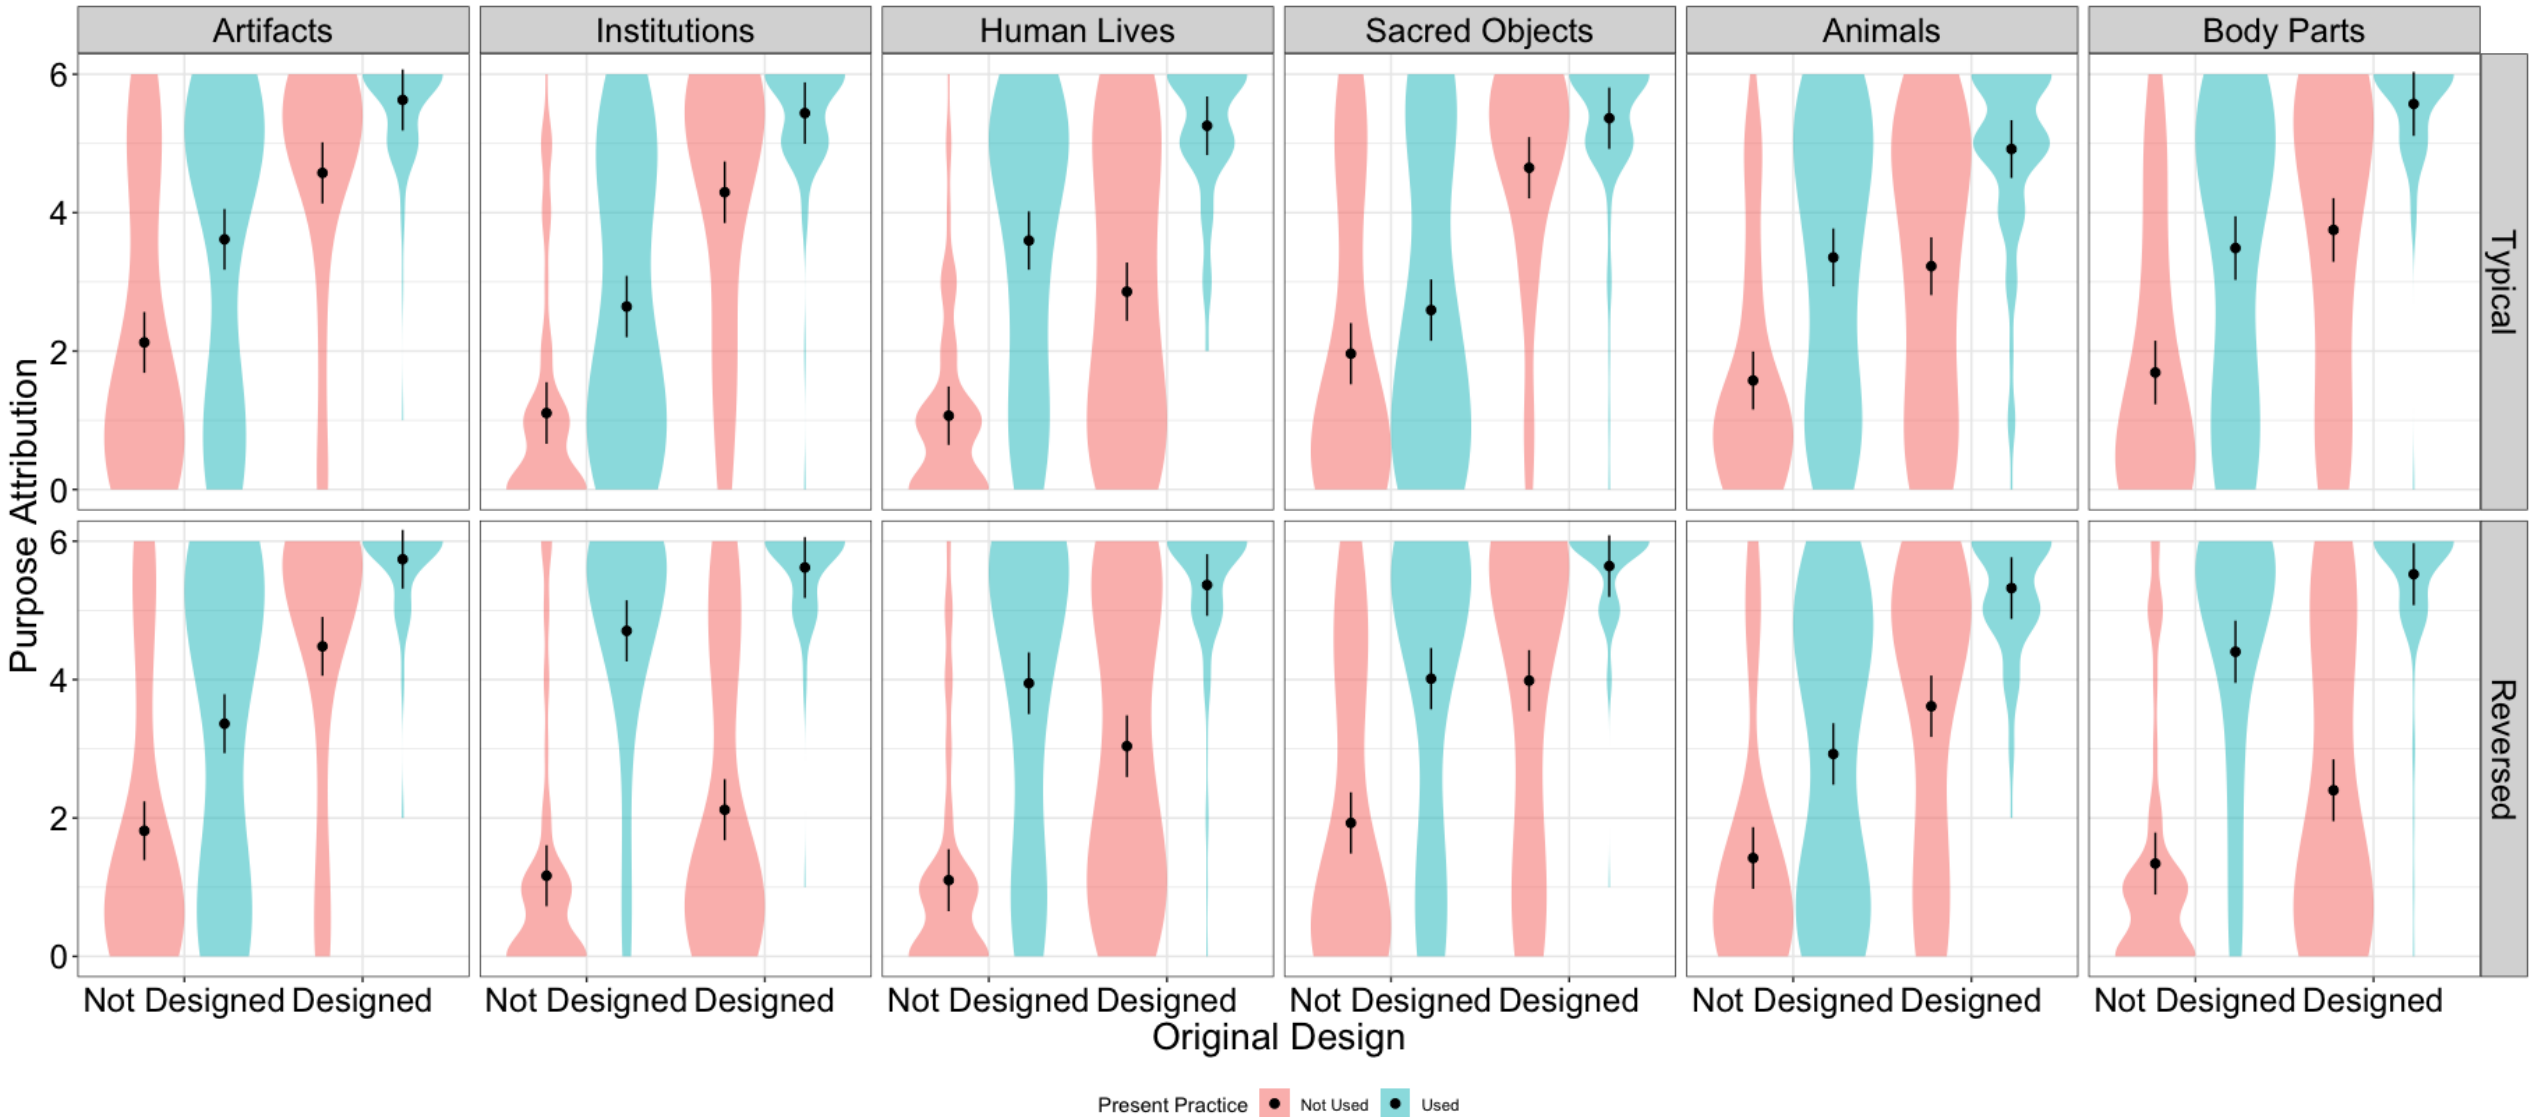 Artifacts Institutions Human Lives Sacred Objects Animals Body Parts
Purpose Attribution
6
4
2
0
Typical
6
4
2
0
Reversed
Not Designed Designed Not Designed Designed Not Designed Designed Not Designed Designed Not Designed Designed Not Designed Designed
Original Design
Present Practice Not Used Used